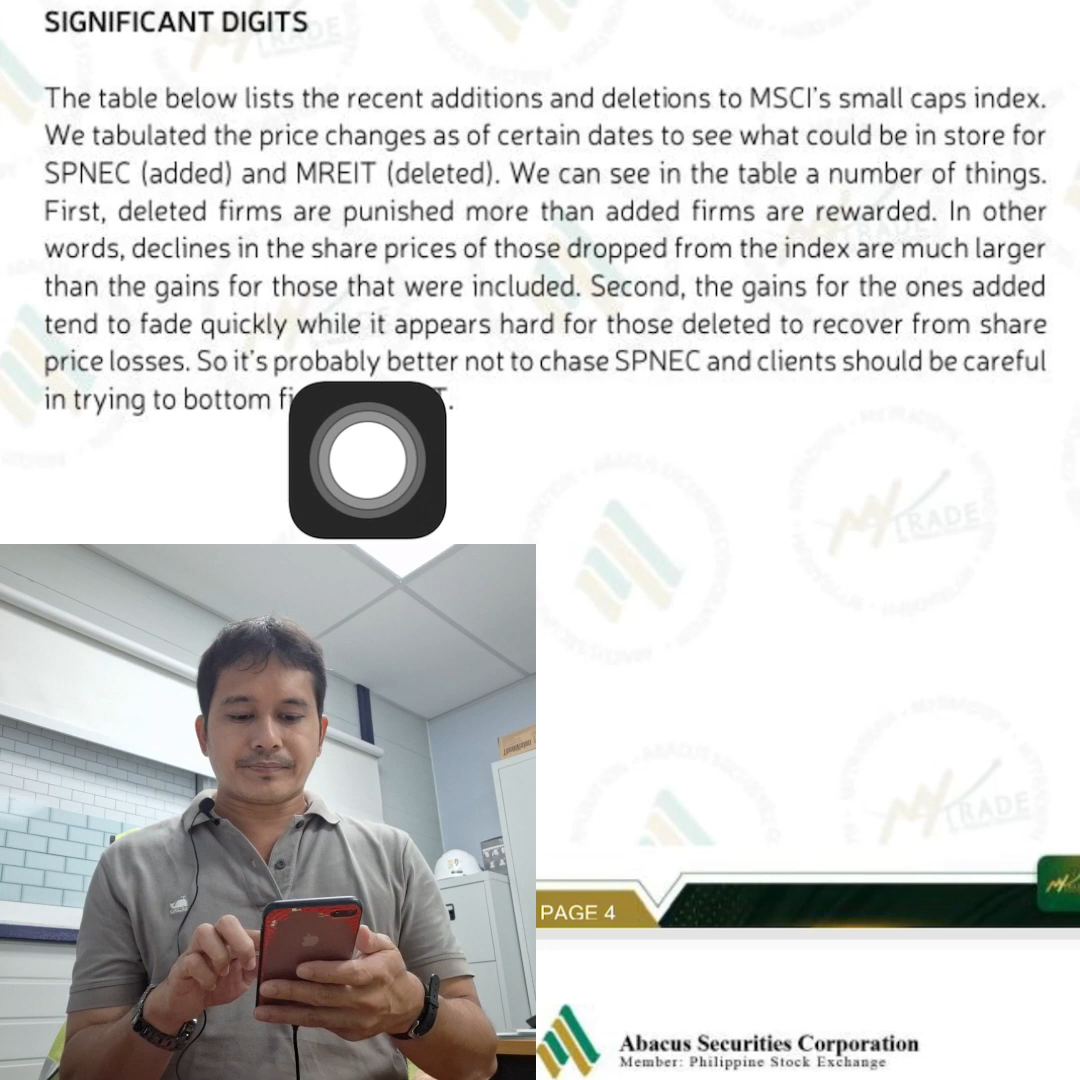 SIGNIFICANT DIGITS
The table below lists the recent additions and deletions to MSCI's small caps index.
We tabulated the price changes as of certain dates to see what could be in store for
SPNEC (added) and MREIT (deleted). We can see in the table a number of things.
First, deleted firms are punished more than added firms are rewarded. In other
words, declines in the share prices of those dropped from the index are much larger
than the gains for those that were included. Second, the gains for the ones added
tend to fade quickly while it appears hard for those deleted to recover from share
price losses. So it's probably better not to chase SPNEC and clients should be careful
in trying to bottom
MYTRADE
MYTRADE
PAGE 4
Abacus Securities Corporation
Member: Philippine Stock Exchange